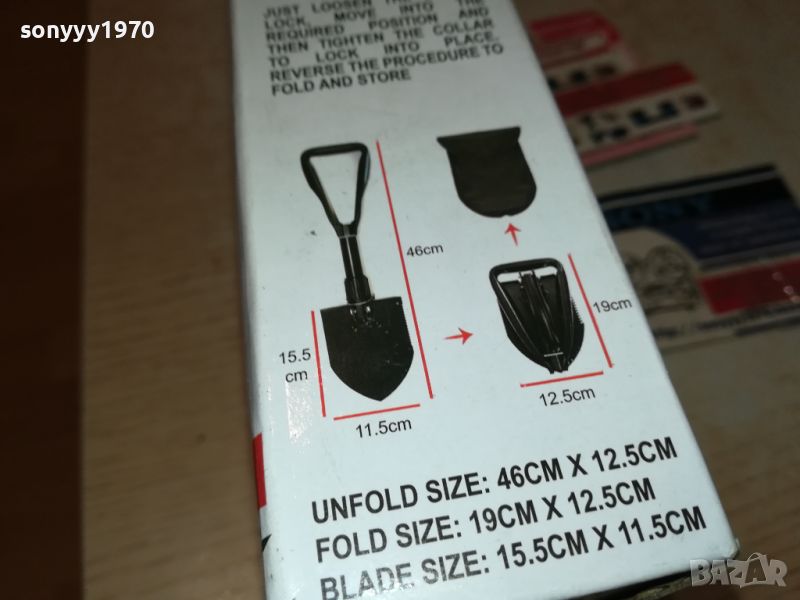 sonyyy1970
JUST LOOSEN
LOCK, MOVE INTO THE
REQUIRED POSITION AND
THEN TIGHTEN THE COLLAR
TO LOCK INTO PLACE.
REVERSE THE PROCEDURE TO
FOLD AND STORE
46cm
19cm
15.5
cm
11.5cm
12.5cm
UNFOLD SIZE: 46CM X 12.5CM
FOLD SIZE: 19CM X 12.5CM
BLADE SIZE: 15.5CM X 11.5CM
SONY
BAZAR